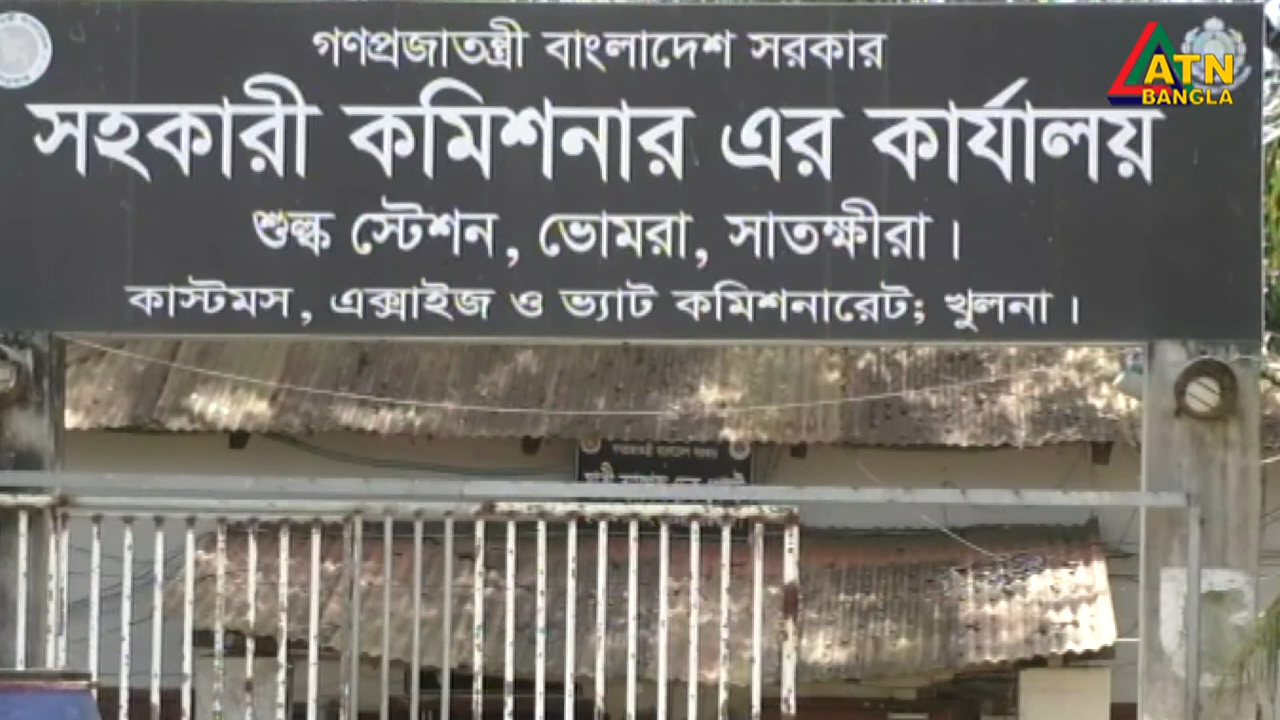 গণপ্রজাতন্ত্রী বাংলাদেশ সরকার
সহকারী কমিশনার এর কার্যালয়
শুল্ক স্টেশন, ভোমরা, সাতক্ষীরা।
কাস্টমস, এক্সাইজ ও ভ্যাট কমিশনারেট; খুলনা।
ATN
BANGLA